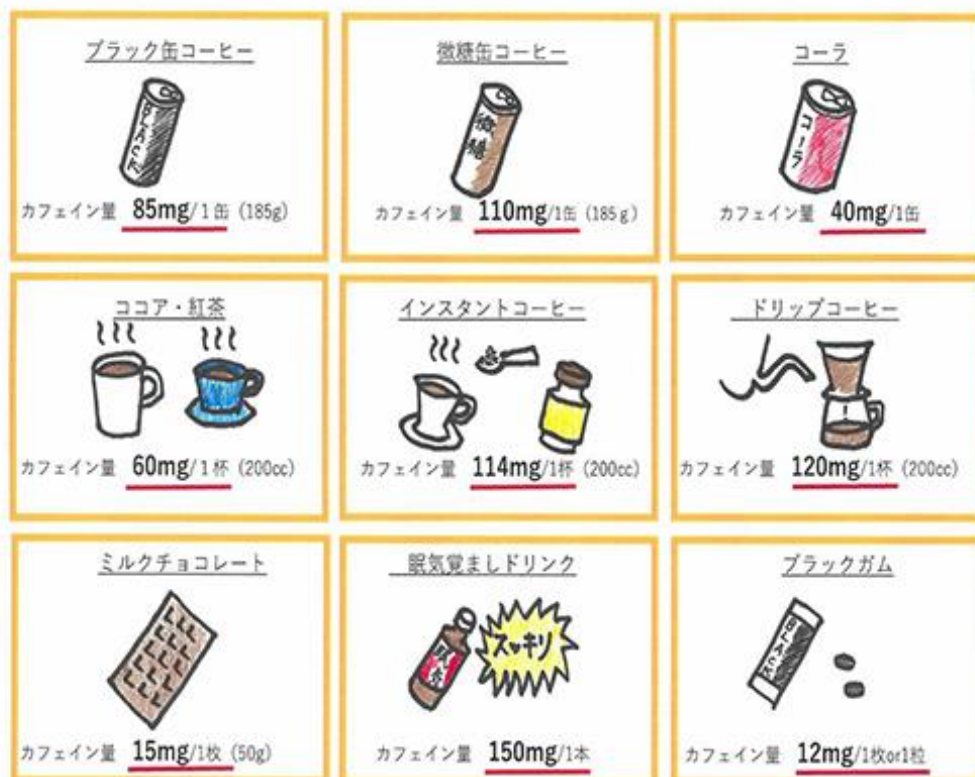 ブラック缶コーヒー
BLACK
カフェイン量 85mg/1缶 (185g)
微糖缶コーヒー
微糖
カフェイン量 110mg/1缶 (185g)
コーラ
コーラ
カフェイン量 40mg/1缶
ココア・紅茶
カフェイン量 60mg/1杯 (200cc)
インスタントコーヒー
カフェイン量 114mg/1杯 (200cc)
ドリップコーヒー
カフェイン量 120mg/1杯 (200cc)
ミルクチョコレート
カフェイン量 15mg/1枚 (50g)
眠気覚ましドリンク
スッキリ
カフェイン量 150mg/1本
ブラックガム
BLACK
カフェイン量 12mg/1枚or1粒